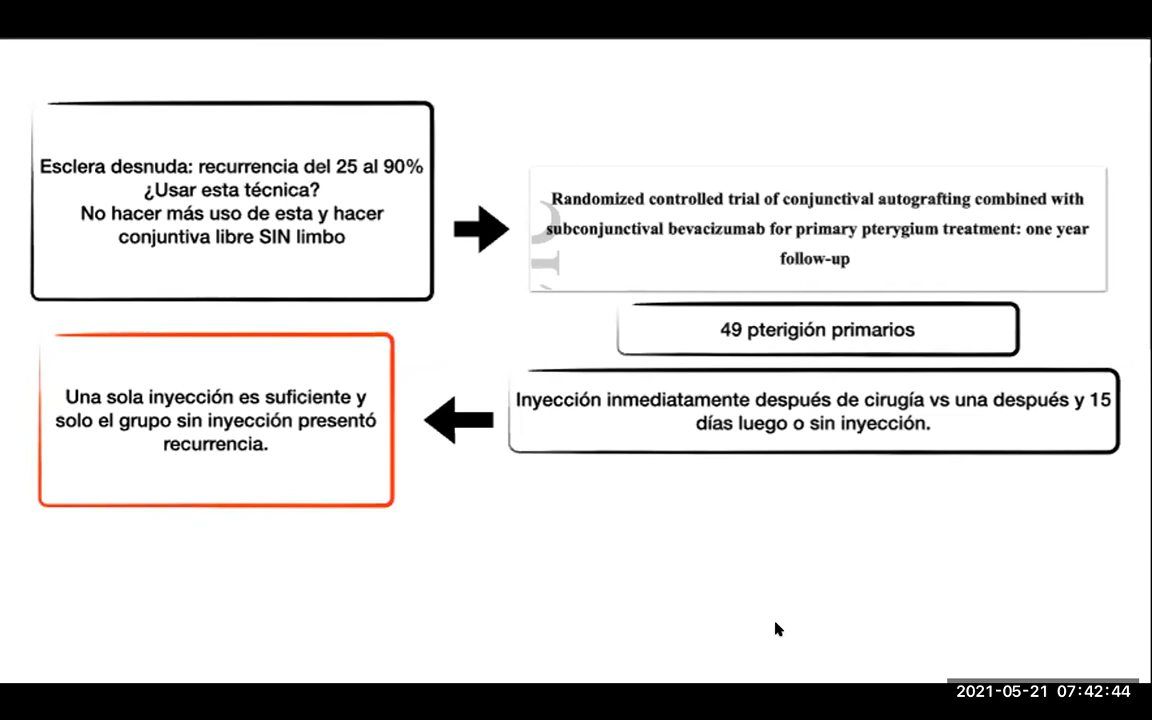 Esclera desnuda: recurrencia del 25 al 90%
¿Usar esta técnica?
No hacer más uso de esta y hacer
conjuntiva libre SIN limbo
Randomized controlled trial of conjunctival autografting combined with
subconjunctival bevacizumab for primary pterygium treatment: one year
follow-up
49 pterigión primarios
Inyección inmediatamente después de cirugía vs una después y 15
días luego o sin inyección.
Una sola inyección es suficiente y
solo el grupo sin inyección presentó
recurrencia.
2021-05-21 07:42:44